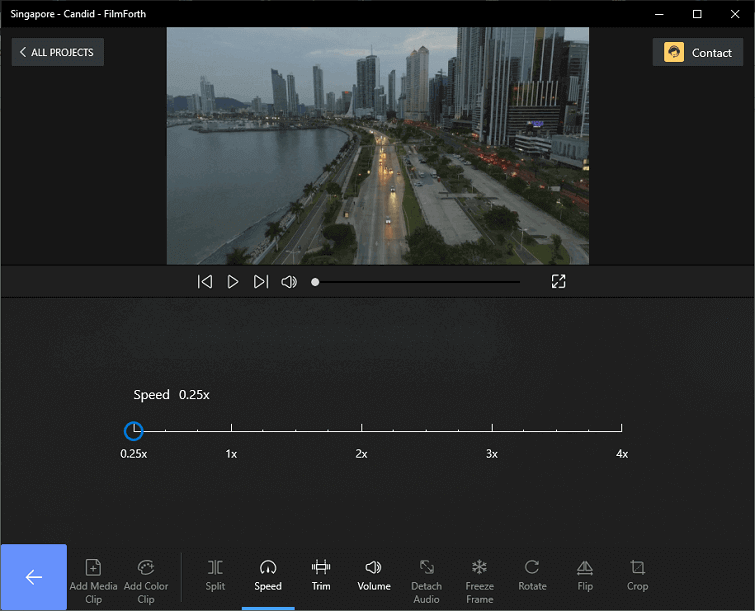 Singapore - Candid - FilmForth
ALL PROJECTS
Contact
Speed 0.25x
0.25x 1x 2x 3x 4x
Add Media Clip
Add Color Clip
Split
Speed
Trim
Volume
Detach Audio
Freeze Frame
Rotate
Flip
Crop